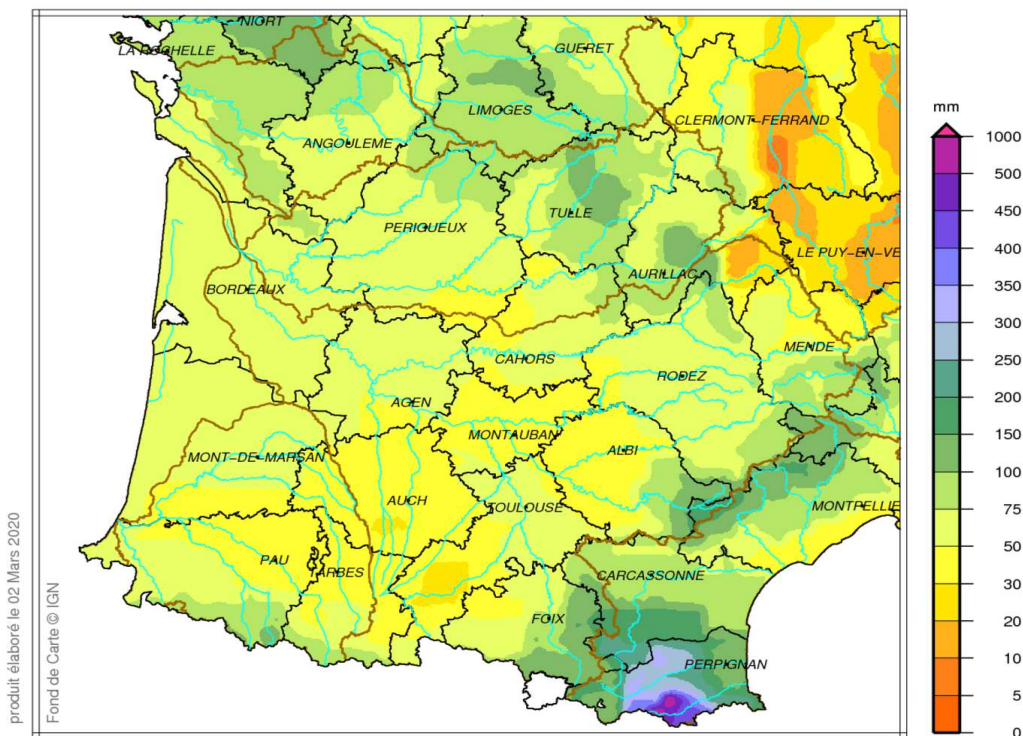 NIORT
LA ROCHELLE
GUERET
LIMOGES
CLERMONT-FERRAND
ANGOULEME
TULLE
PERIGUEUX
LE PUY-EN-VE
AURILLAC
BORDEAUX
MENDE
CAHORS
RODEZ
AGEN
MONTAUBAN
ALBI
MONT-DE-MARSAN
AUCH
TOULOUSE
MONTPELLIE
PAU
TARBES
CARCASSONNE
FOIX
PERPIGNAN
mm
1000
500
450
400
350
300
250
200
150
100
75
50
30
20
10
5
0
produit élaboré le 02 Mars 2020
Fond de Carte © IGN